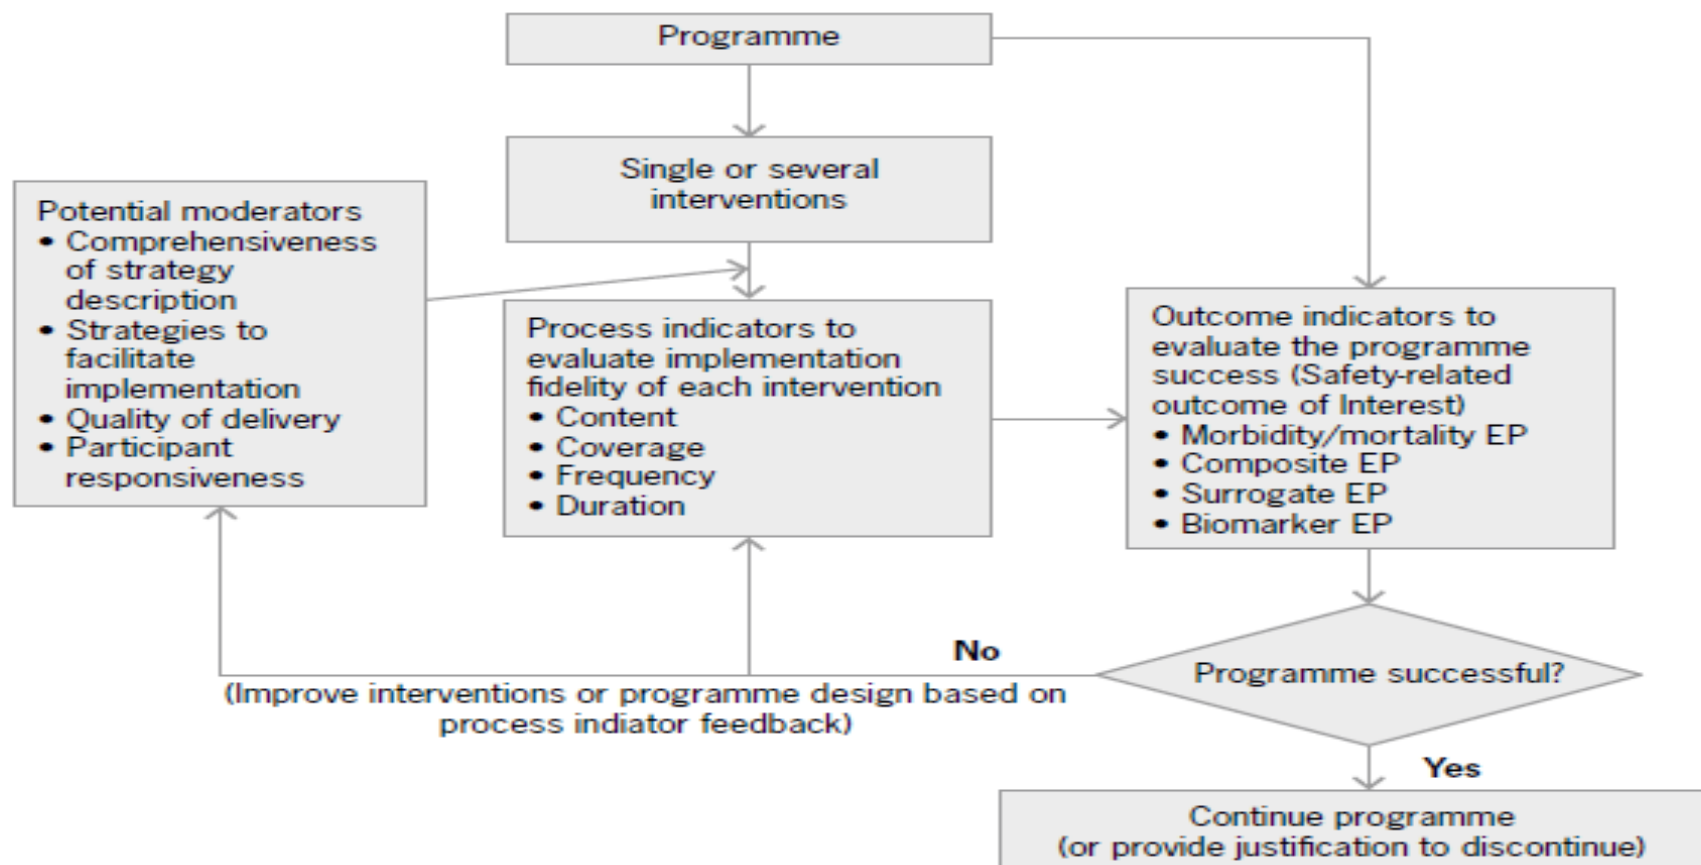 Programme
Single or several
interventions
Potential moderators
• Comprehensiveness
of strategy
description
• Strategies to
facilitate
implementation
• Quality of delivery
• Participant
responsiveness
Process indicators to
evaluate implementation
fidelity of each intervention
• Content
• Coverage
• Frequency
• Duration
Outcome indicators to
evaluate the programme
success (Safety-related
outcome of Interest)
• Morbidity/mortality EP
• Composite EP
• Surrogate EP
• Biomarker EP
No
Programme successful?
(Improve interventions or programme design based on
process indiator feedback)
Yes
Continue programme
(or provide justification to discontinue)